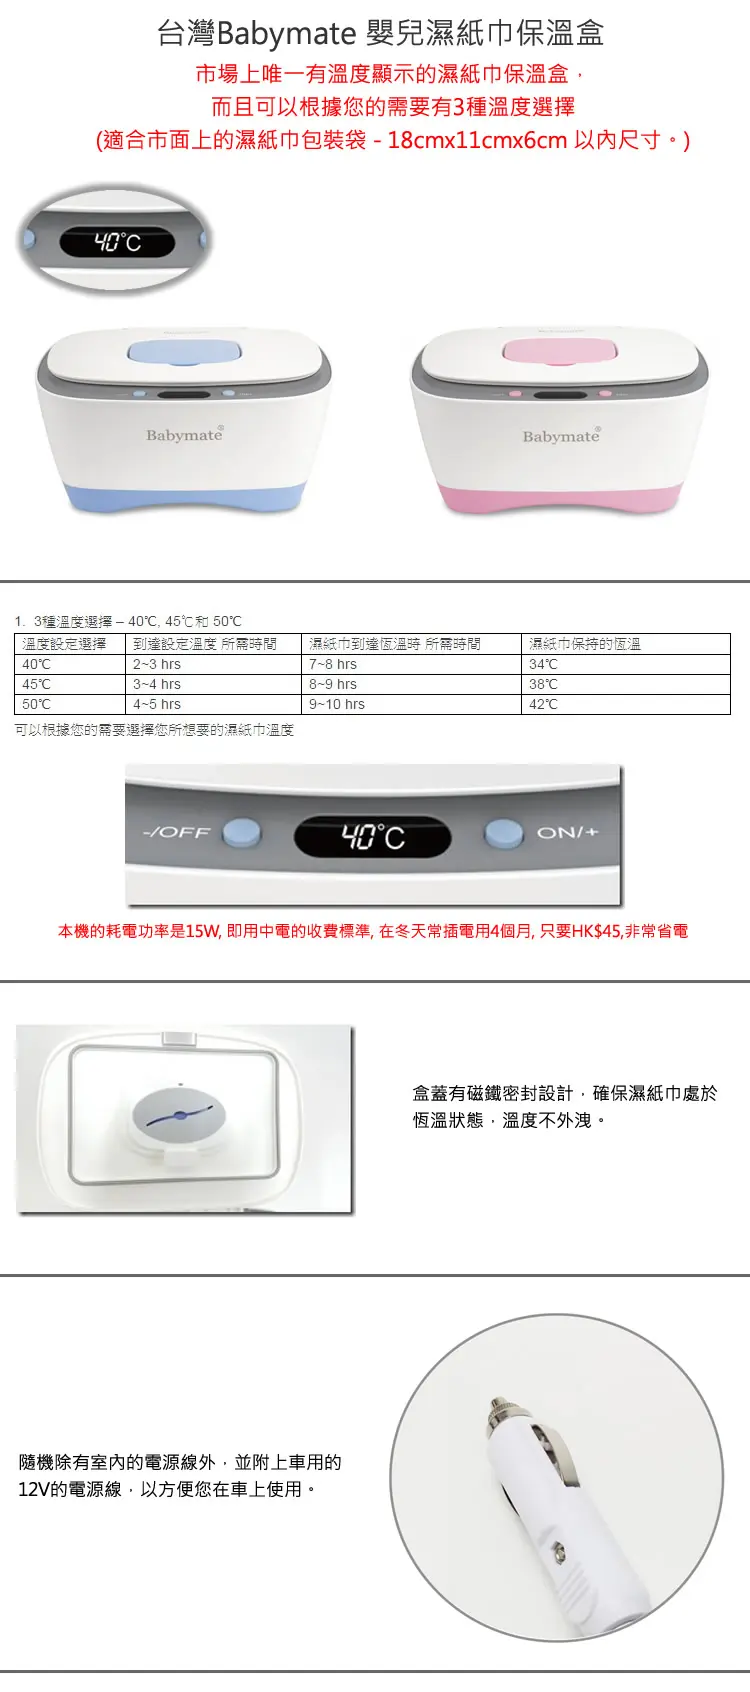 台灣Babymate 嬰兒濕紙巾保溫盒
市場上唯一有溫度顯示的濕紙巾保溫盒，
而且可以根據您的需要有3種溫度選擇
(適合市面上的濕紙巾包裝袋 - 18cmx11cmx6cm 以內尺寸。)
40°C
Babymate®
Babymate®
1. 3種溫度選擇 – 40℃, 45℃和 50℃
溫度設定選擇 到達設定溫度 所需時間 濕紙巾到達恆溫時 所需時間 濕紙巾保持的恆溫
40℃ 2~3 hrs 7~8 hrs 34℃
45℃ 3~4 hrs 8~9 hrs 38℃
50℃ 4~5 hrs 9~10 hrs 42℃
可以根據您的需要選擇您所想要的濕紙巾溫度
-/OFF 40°C ON/+
本機的耗電功率是15W, 即用中電的收費標準, 在冬天常插電用4個月, 只要HK$45,非常省電
盒蓋有磁鐵密封設計，確保濕紙巾處於
恆溫狀態，溫度不外洩。
隨機除有室內的電源線外，並附上車用的
12V的電源線，以方便您在車上使用。